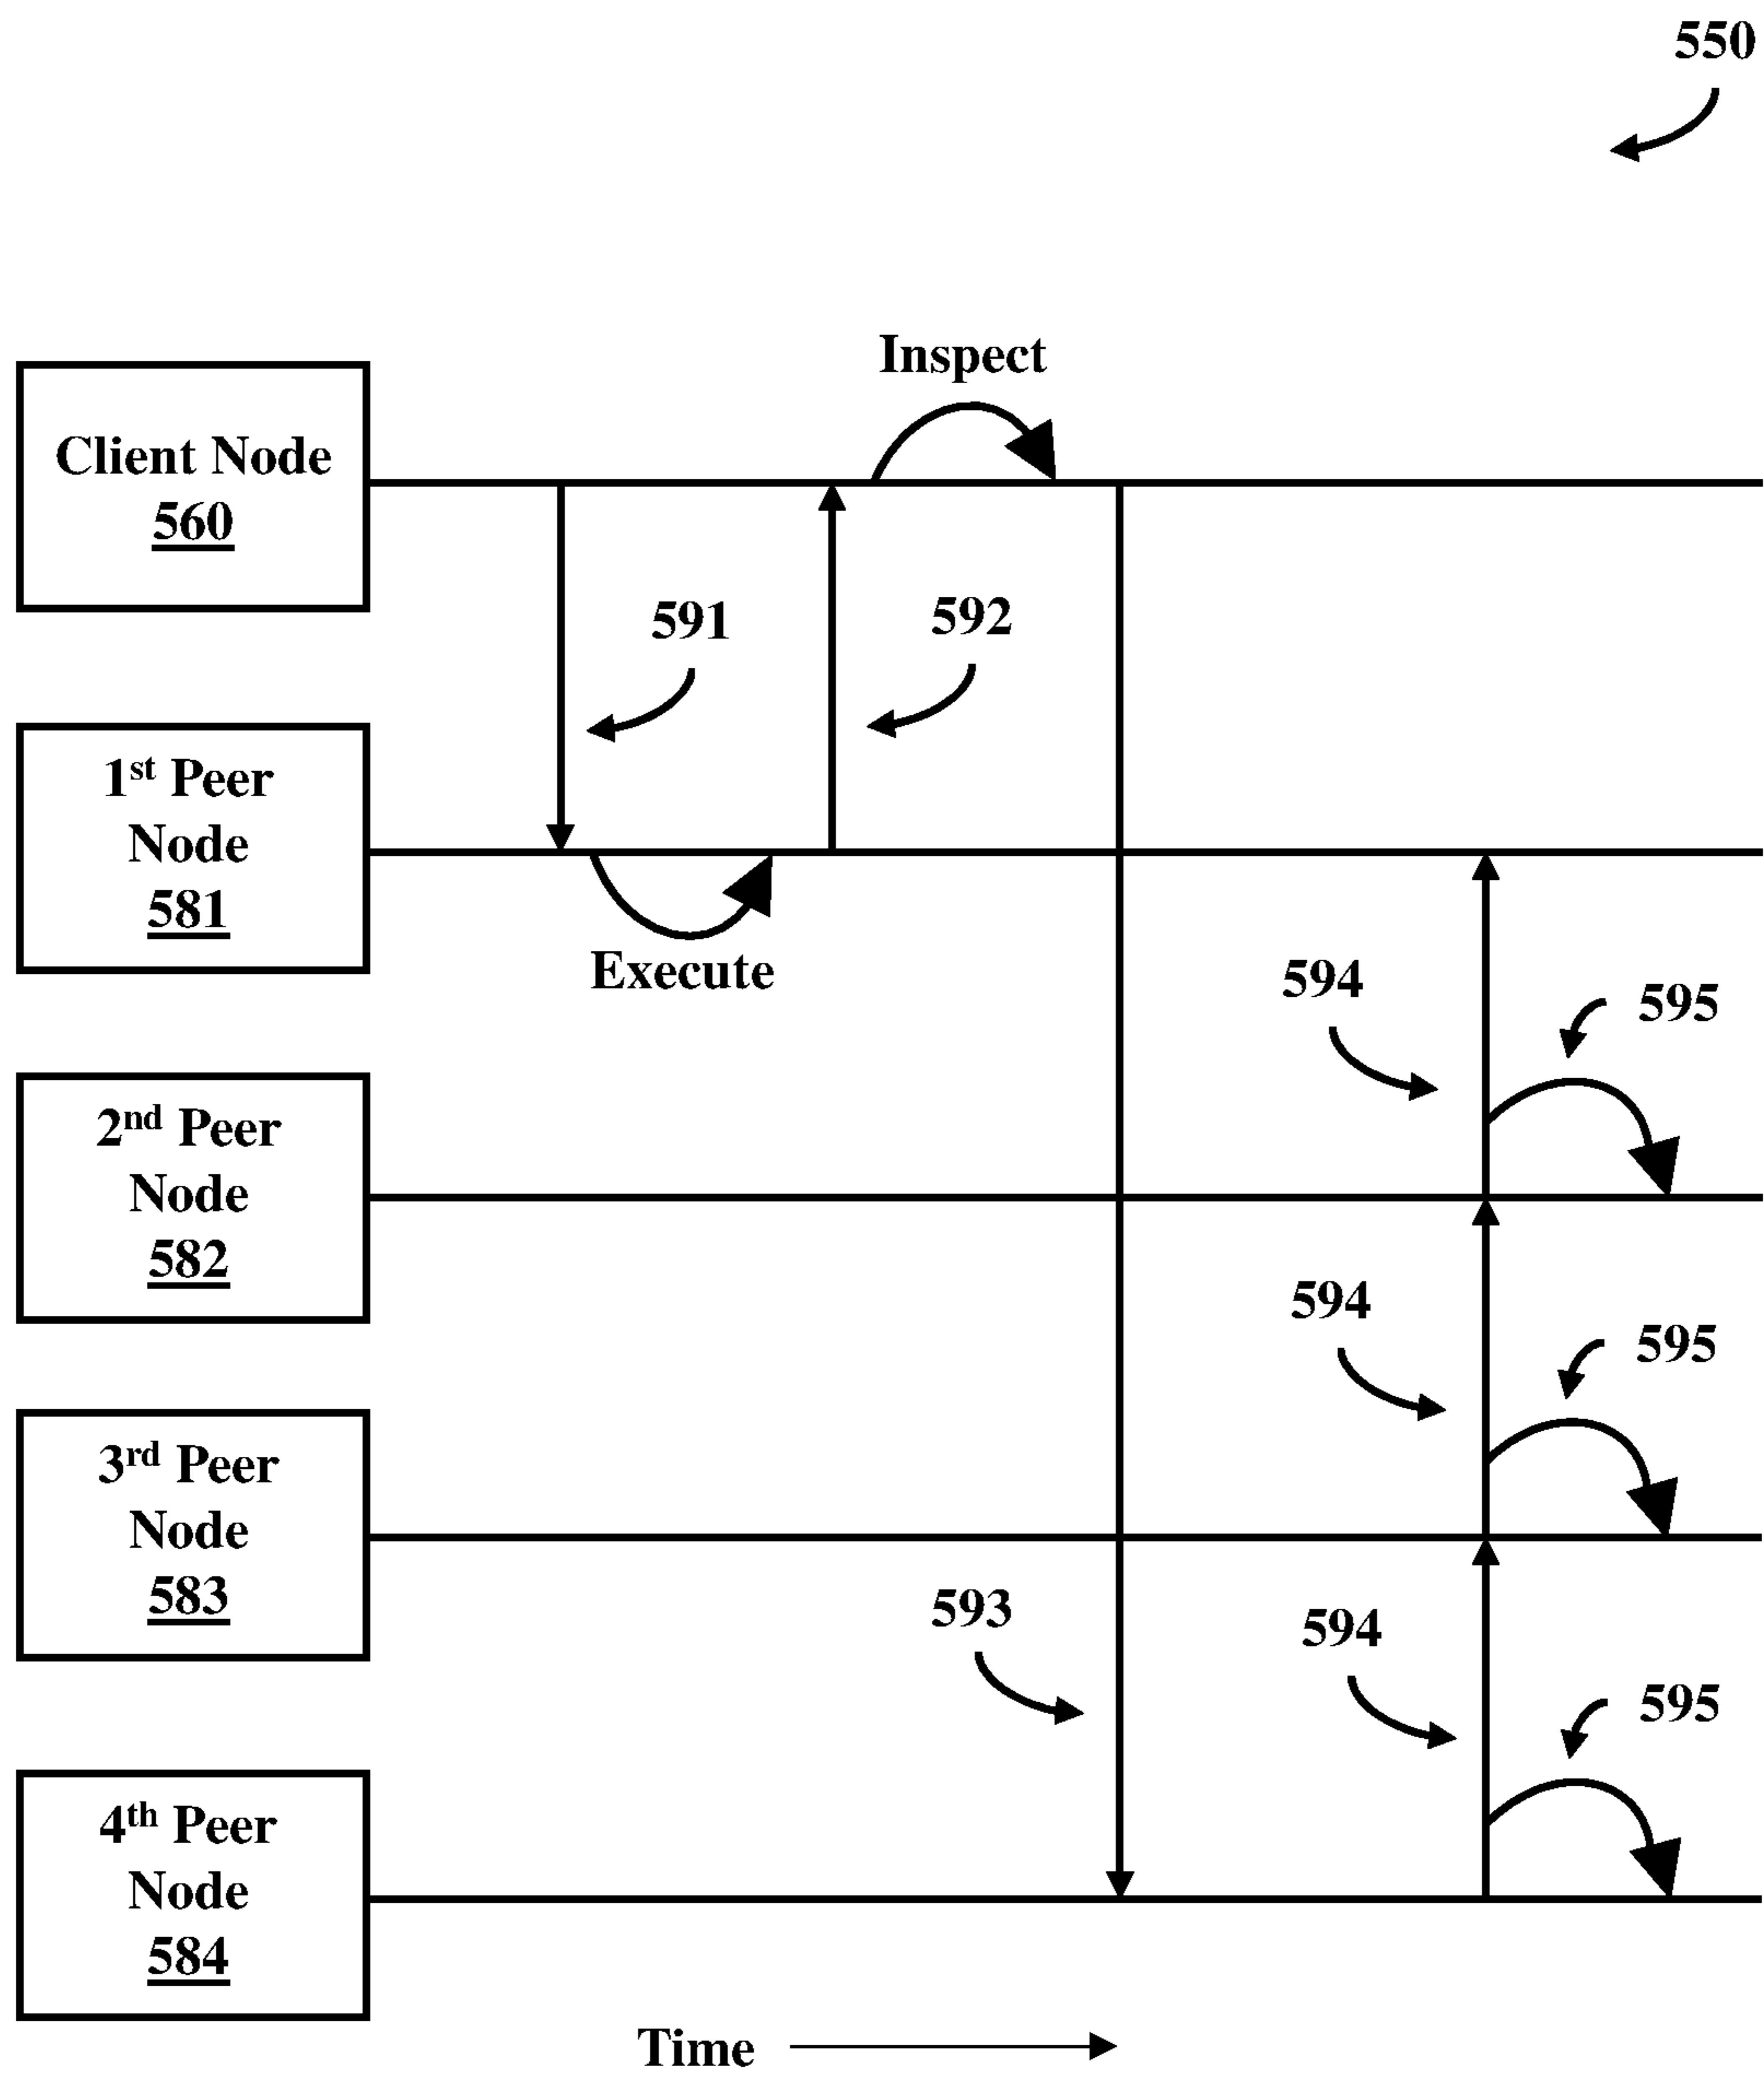 550
Inspect
Client Node
560
591
592
1st Peer
Node
581
Execute
594
595
2nd Peer
Node
582
594
595
3rd Peer
Node
583
593
594
595
4th Peer
Node
584
Time